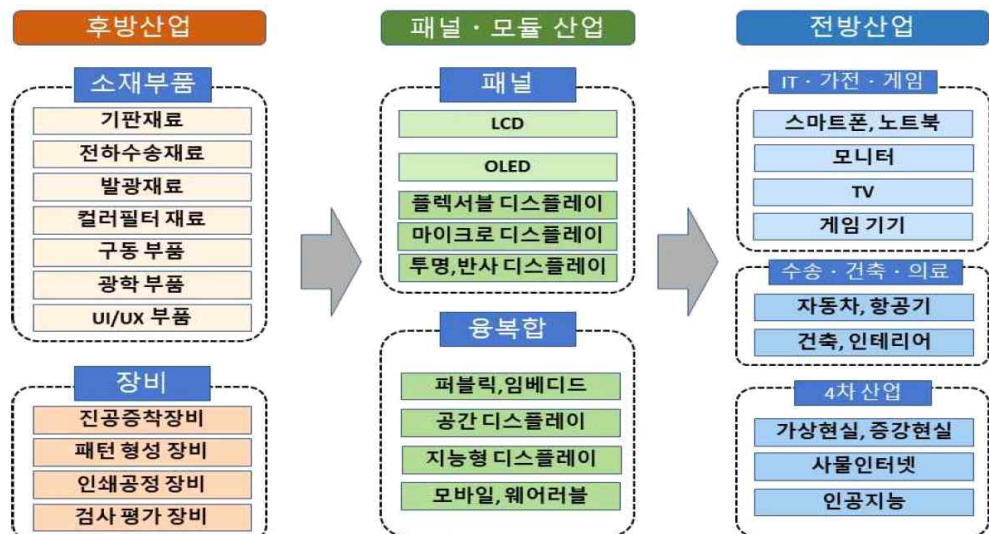 후방산업
소재부품
기판재료
전하수송재료
발광재료
컬러필터 재료
구동 부품
광학 부품
UI/UX 부품
장비
진공증착장비
패턴 형성 장비
인쇄공정 장비
검사 평가 장비
패널 · 모듈 산업
패널
LCD
OLED
플렉서블 디스플레이
마이크로 디스플레이
투명,반사 디스플레이
융복합
퍼블릭,임베디드
공간 디스플레이
지능형 디스플레이
모바일, 웨어러블
전방산업
IT · 가전 · 게임
스마트폰, 노트북
모니터
TV
게임 기기
수송 · 건축 · 의료
자동차, 항공기
건축, 인테리어
4차 산업
가상현실, 증강현실
사물인터넷
인공지능